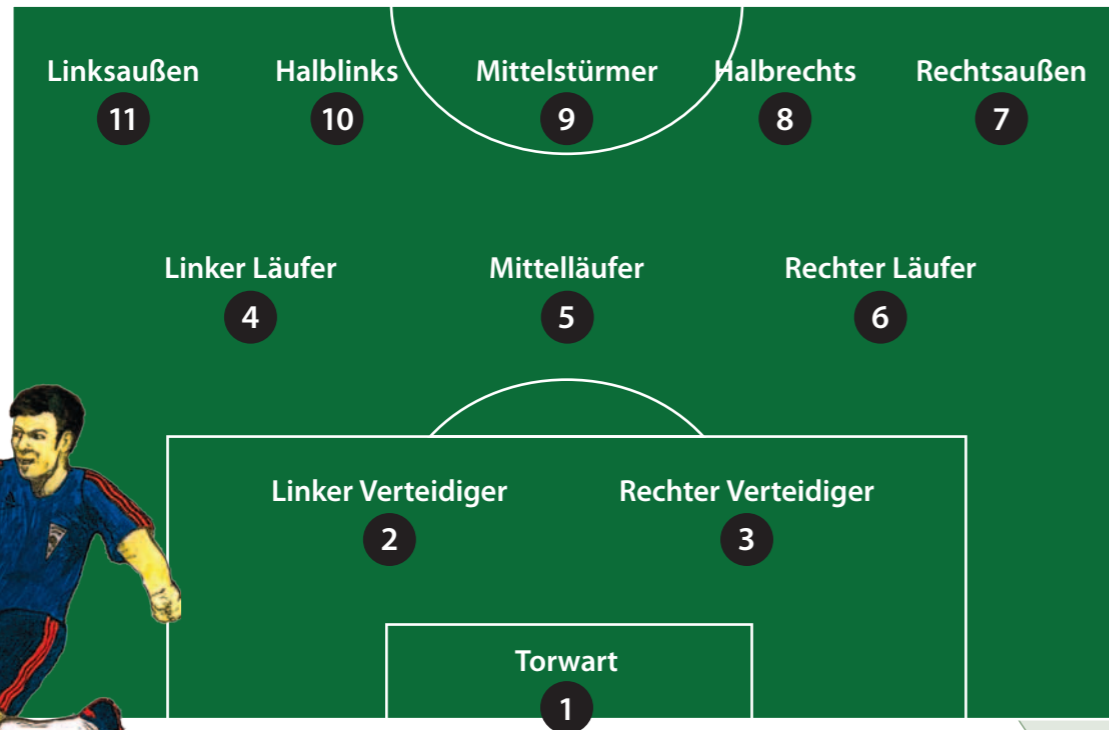 Linksaußen Halblinks Mittelstürmer Halbrechts Rechtsaußen
11 10 9 8 7
Linker Läufer Mittelläufer Rechter Läufer
4 5 6
Linker Verteidiger Rechter Verteidiger
2 3
Torwart
1